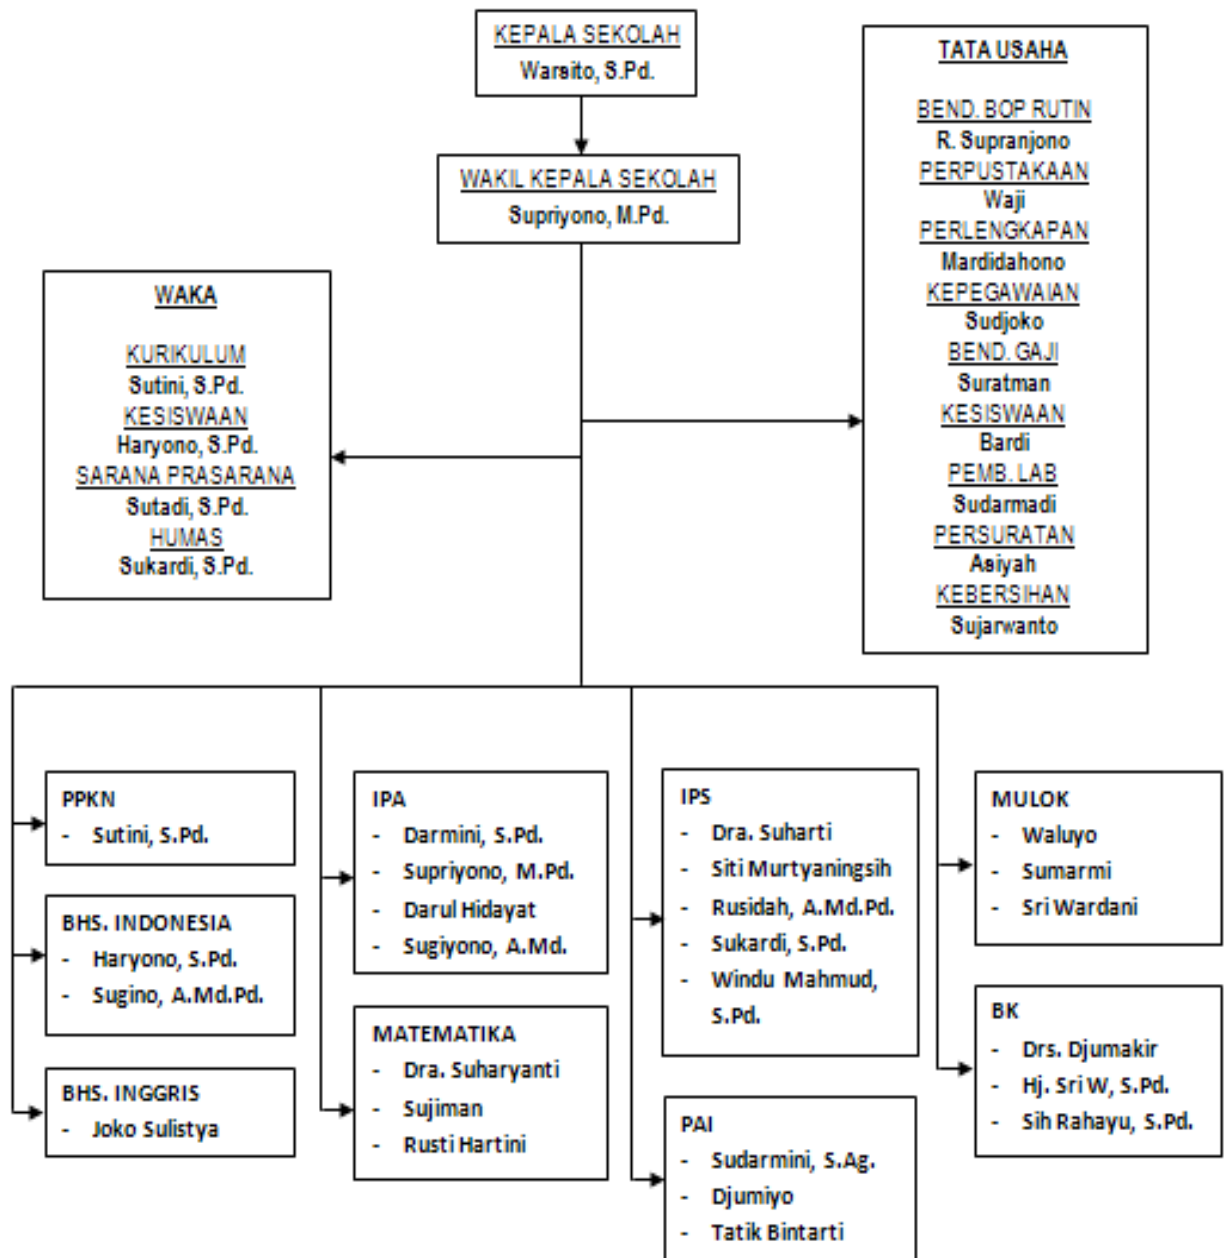 KEPALA SEKOLAH
Warsito, S.Pd.
WAKIL KEPALA SEKOLAH
Supriyono, M.Pd.
TATA USAHA
BEND. BOP RUTIN
R. Supranjono
PERPUSTAKAAN
Waji
PERLENGKAPAN
Mardidahono
KEPEGAWAIAN
Sudjoko
BEND. GAJI
Suratman
KESISWAAN
Bardi
PEMB. LAB
Sudarmadi
PERSURATAN
Asiyah
KEBERSIHAN
Sujarwanto
WAKA
KURIKULUM
Sutini, S.Pd.
KESISWAAN
Haryono, S.Pd.
SARANA PRASARANA
Sutadi, S.Pd.
HUMAS
Sukardi, S.Pd.
PPKN
- Sutini, S.Pd.
BHS. INDONESIA
- Haryono, S.Pd.
- Sugino, A.Md.Pd.
BHS. INGGRIS
- Joko Sulistya
IPA
- Darmini, S.Pd.
- Supriyono, M.Pd.
- Darul Hidayat
- Sugiyono, A.Md.
MATEMATIKA
- Dra. Suharyanti
- Sujiman
- Rusti Hartini
IPS
- Dra. Suharti
- Siti Murtyaningsih
- Rusidah, A.Md.Pd.
- Sukardi, S.Pd.
- Windu Mahmud,
S.Pd.
PAI
- Sudarmini, S.Ag.
- Djumiyo
- Tatik Bintarti
MULOK
- Waluyo
- Sumarmi
- Sri Wardani
BK
- Drs. Djumakir
- Hj. Sri W, S.Pd.
- Sih Rahayu, S.Pd.